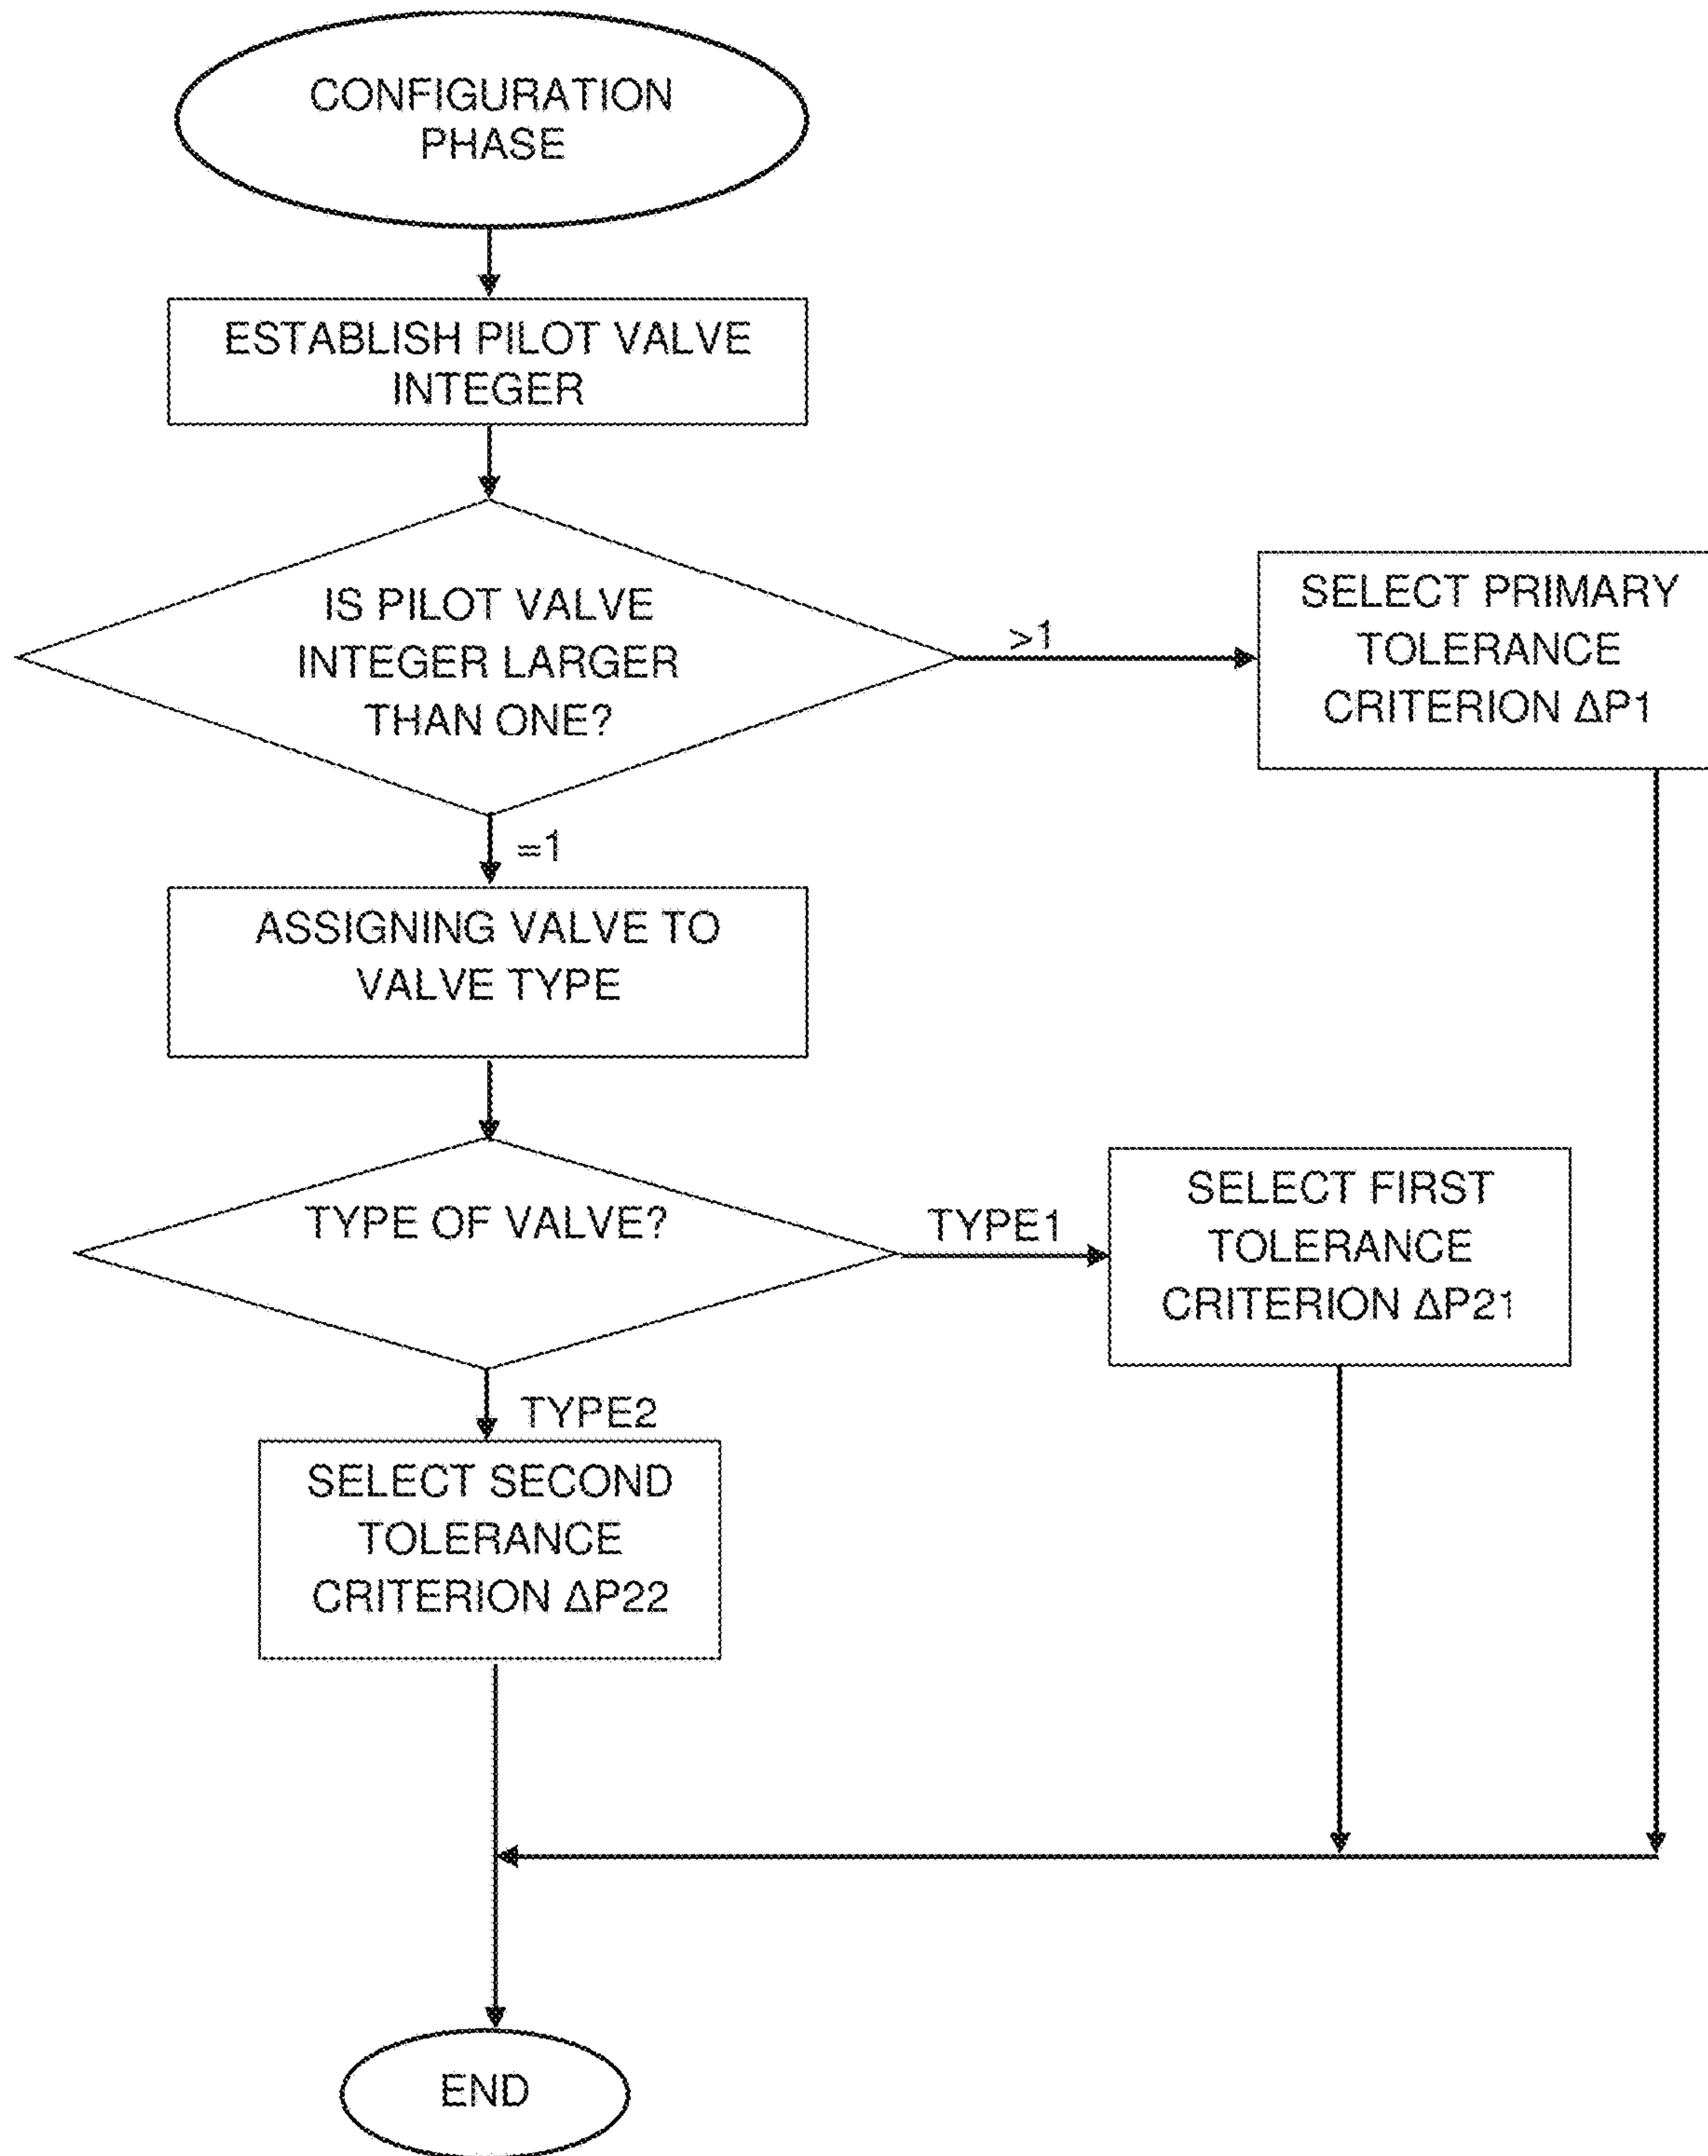 CONFIGURATION
PHASE
ESTABLISH PILOT VALVE
INTEGER
IS PILOT VALVE
INTEGER LARGER
THAN ONE?
>1
SELECT PRIMARY
TOLERANCE
CRITERION ΔP1
=1
ASSIGNING VALVE TO
VALVE TYPE
TYPE OF VALVE?
TYPE1
SELECT FIRST
TOLERANCE
CRITERION ΔP21
TYPE2
SELECT SECOND
TOLERANCE
CRITERION ΔP22
END